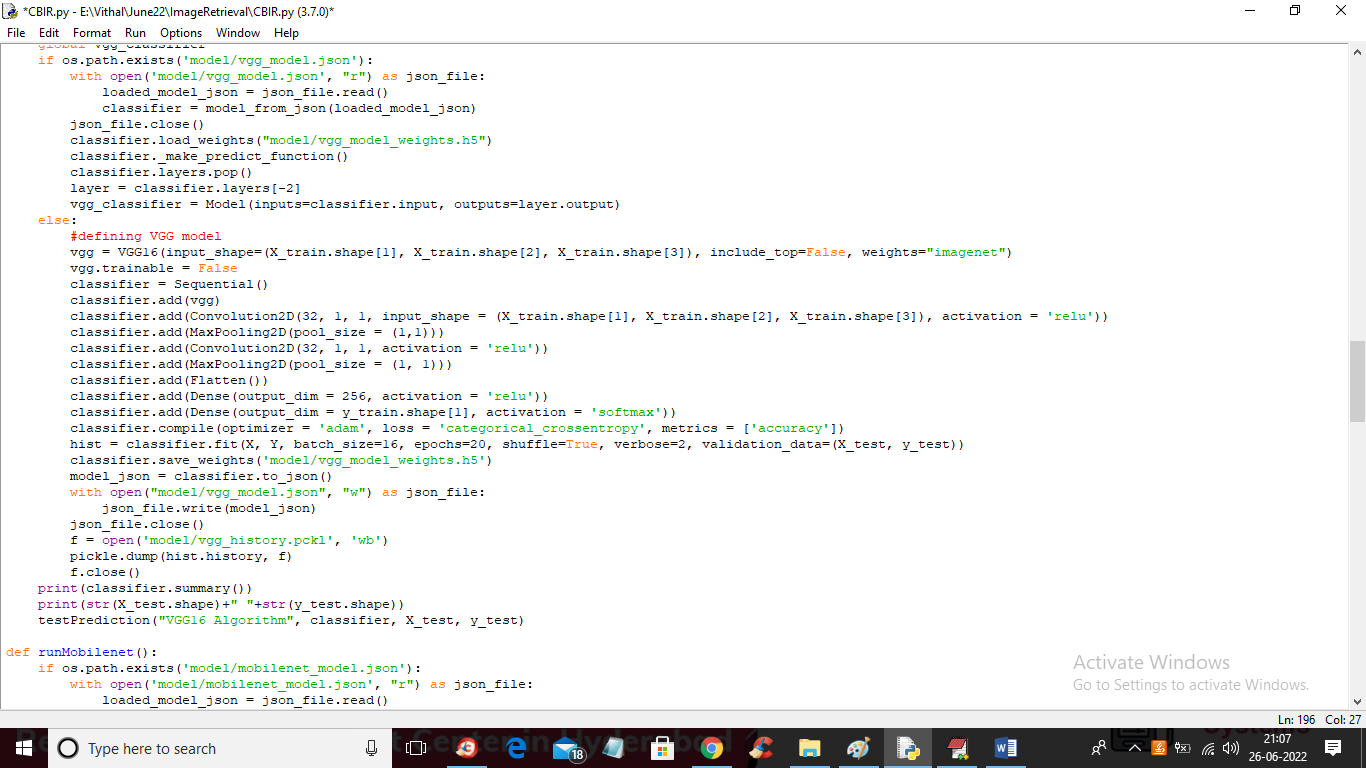 *CBIR.py - E:\Vithal\June22\ImageRetrieval\CBIR.py (3.7.0)*
File Edit Format Run Options Window Help
global vgg_classifier
    if os.path.exists('model/vgg_model.json'):
        with open('model/vgg_model.json', "r") as json_file:
            loaded_model_json = json_file.read()
            classifier = model_from_json(loaded_model_json)
        json_file.close()
        classifier.load_weights("model/vgg_model_weights.h5")
        classifier._make_predict_function()
        classifier.layers.pop()
        layer = classifier.layers[-2]
        vgg_classifier = Model(inputs=classifier.input, outputs=layer.output)
    else:
        #defining VGG model
        vgg = VGG16(input_shape=(X_train.shape[1], X_train.shape[2], X_train.shape[3]), include_top=False, weights="imagenet")
        vgg.trainable = False
        classifier = Sequential()
        classifier.add(vgg)
        classifier.add(Convolution2D(32, 1, 1, input_shape = (X_train.shape[1], X_train.shape[2], X_train.shape[3]), activation = 'relu'))
        classifier.add(MaxPooling2D(pool_size = (1,1)))
        classifier.add(Convolution2D(32, 1, 1, activation = 'relu'))
        classifier.add(MaxPooling2D(pool_size = (1, 1)))
        classifier.add(Flatten())
        classifier.add(Dense(output_dim = 256, activation = 'relu'))
        classifier.add(Dense(output_dim = y_train.shape[1], activation = 'softmax'))
        classifier.compile(optimizer = 'adam', loss = 'categorical_crossentropy', metrics = ['accuracy'])
        hist = classifier.fit(X, Y, batch_size=16, epochs=20, shuffle=True, verbose=2, validation_data=(X_test, y_test))
        classifier.save_weights('model/vgg_model_weights.h5')
        model_json = classifier.to_json()
        with open("model/vgg_model.json", "w") as json_file:
            json_file.write(model_json)
        json_file.close()
        f = open('model/vgg_history.pckl', 'wb')
        pickle.dump(hist.history, f)
        f.close()
    print(classifier.summary())
    print(str(X_test.shape)+" "+str(y_test.shape))
    testPrediction("VGG16 Algorithm", classifier, X_test, y_test)
def runMobilenet():
    if os.path.exists('model/mobilenet_model.json'):
        with open('model/mobilenet_model.json', "r") as json_file:
            loaded_model_json = json_file.read()
Activate Windows
Go to Settings to activate Windows.
Ln: 196 Col: 27
Type here to search
18
21:07
26-06-2022